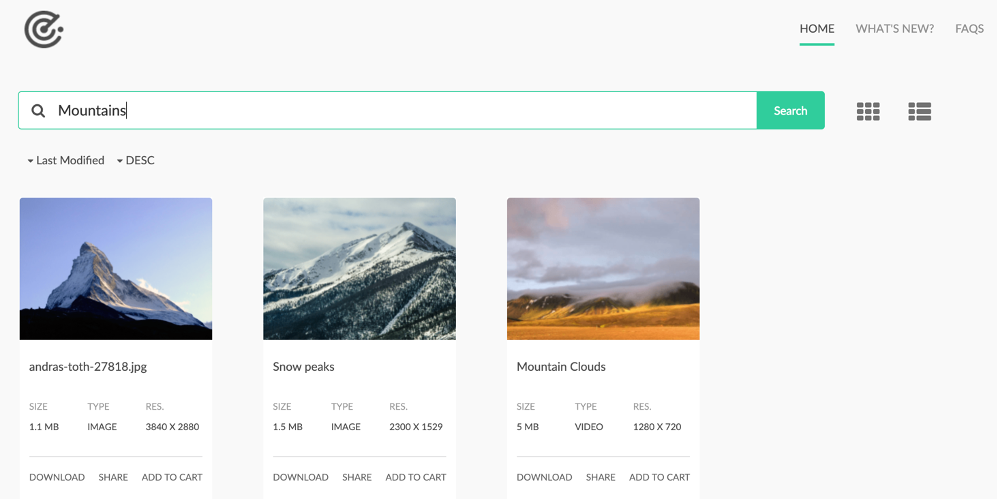 HOME WHAT'S NEW? FAQS
Mountains
Search
Last Modified DESC
andras-toth-27818.jpg
SIZE TYPE RES.
1.1 MB IMAGE 3840 X 2880
DOWNLOAD SHARE ADD TO CART
Snow peaks
SIZE TYPE RES.
1.5 MB IMAGE 2300 X 1529
DOWNLOAD SHARE ADD TO CART
Mountain Clouds
SIZE TYPE RES.
5 MB VIDEO 1280 X 720
DOWNLOAD SHARE ADD TO CART